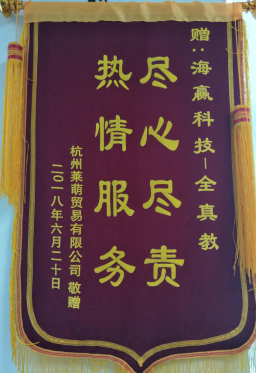 赠：海赢科技-全真教
尽心尽责
热情服务
杭州莱萌贸易有限公司 敬赠
二〇一八年六月二十日